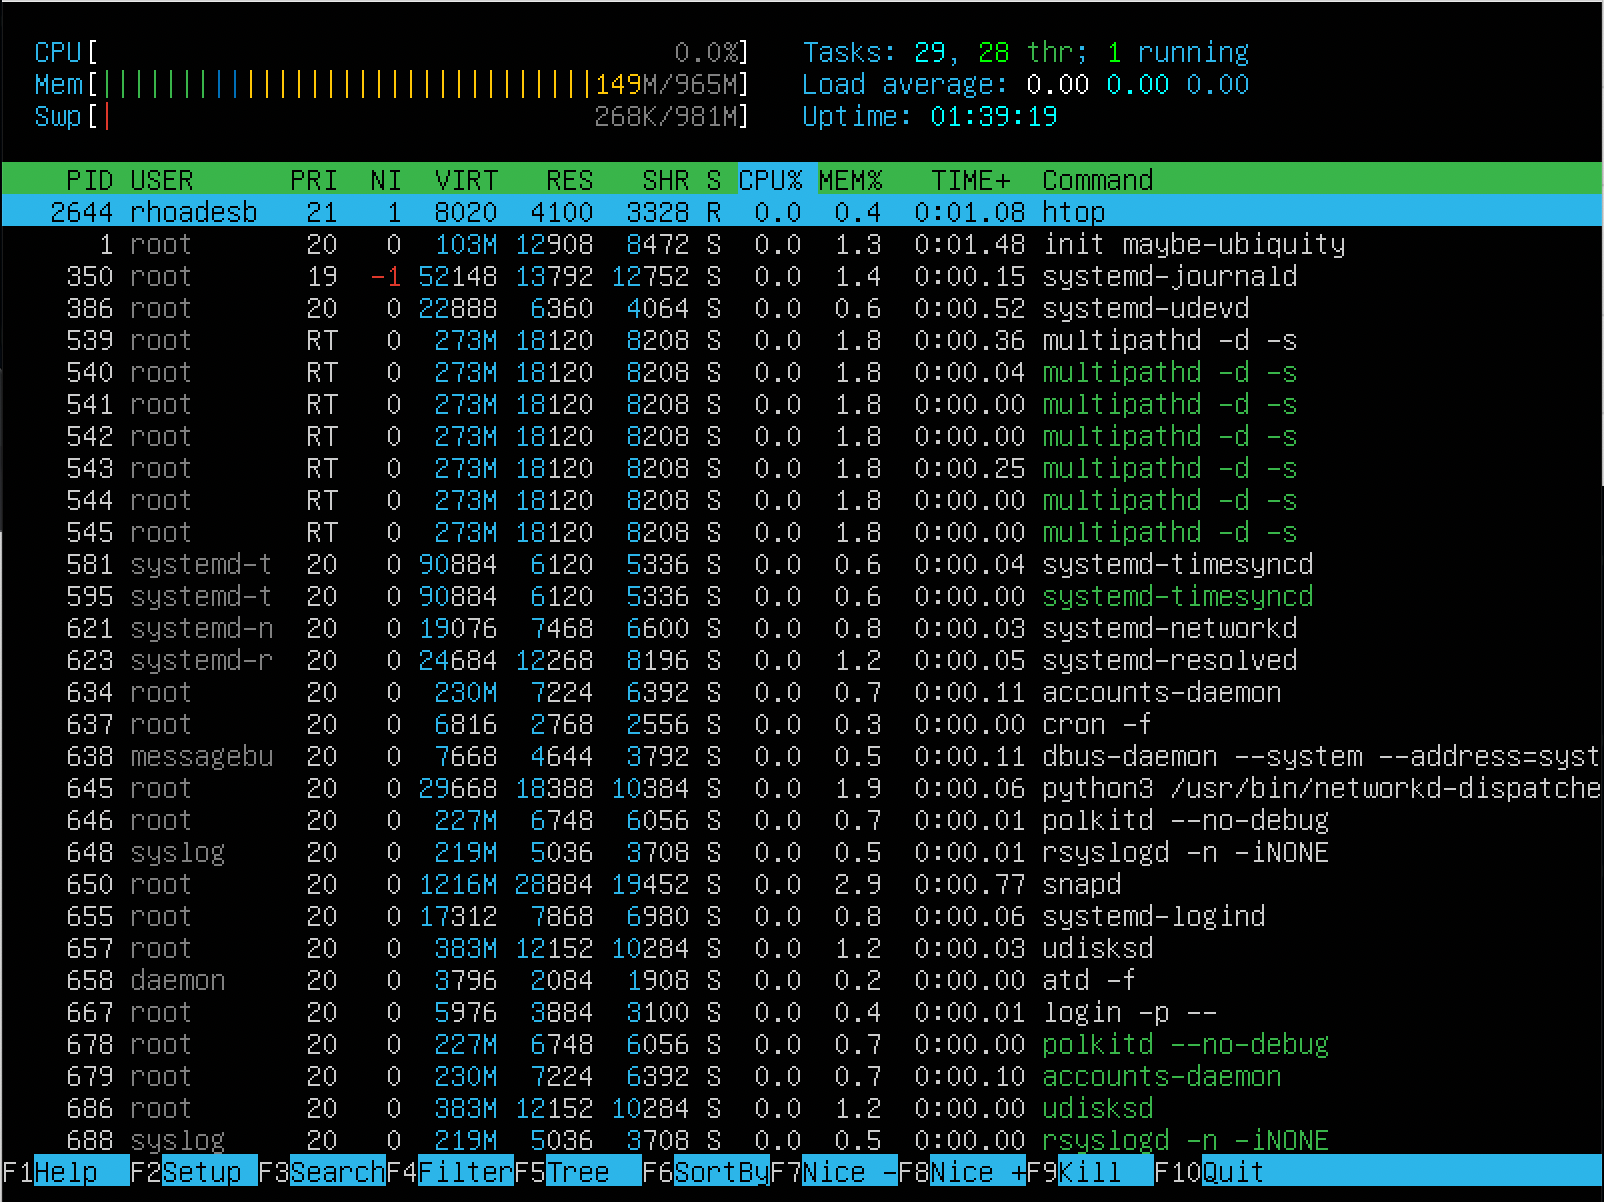 CPU[ 0.0%] Tasks: 29, 28 thr; 1 running
Mem[||||||||||||||||||||||||||||149M/965M] Load average: 0.00 0.00 0.00
Swp[| 268K/981M] Uptime: 01:39:19
PID USER PRI NI VIRT RES SHR S CPU% MEM% TIME+ Command
2644 rhoadesb 21 1 8020 4100 3328 R 0.0 0.4 0:01.08 htop
1 root 20 0 103M 12908 8472 S 0.0 1.3 0:01.48 init maybe-ubiquity
350 root 19 -1 52148 13792 12752 S 0.0 1.4 0:00.15 systemd-journald
386 root 20 0 22888 6360 4064 S 0.0 0.6 0:00.52 systemd-udevd
539 root RT 0 273M 18120 8208 S 0.0 1.8 0:00.36 multipathd -d -s
540 root RT 0 273M 18120 8208 S 0.0 1.8 0:00.04 multipathd -d -s
541 root RT 0 273M 18120 8208 S 0.0 1.8 0:00.00 multipathd -d -s
542 root RT 0 273M 18120 8208 S 0.0 1.8 0:00.00 multipathd -d -s
543 root RT 0 273M 18120 8208 S 0.0 1.8 0:00.25 multipathd -d -s
544 root RT 0 273M 18120 8208 S 0.0 1.8 0:00.00 multipathd -d -s
545 root RT 0 273M 18120 8208 S 0.0 1.8 0:00.00 multipathd -d -s
581 systemd-t 20 0 90884 6120 5336 S 0.0 0.6 0:00.04 systemd-timesyncd
595 systemd-t 20 0 90884 6120 5336 S 0.0 0.6 0:00.00 systemd-timesyncd
621 systemd-n 20 0 19076 7468 6600 S 0.0 0.8 0:00.03 systemd-networkd
623 systemd-r 20 0 24684 12268 8196 S 0.0 1.2 0:00.05 systemd-resolved
634 root 20 0 230M 7224 6392 S 0.0 0.7 0:00.11 accounts-daemon
637 root 20 0 6816 2768 2556 S 0.0 0.3 0:00.00 cron -f
638 messagebu 20 0 7668 4644 3792 S 0.0 0.5 0:00.11 dbus-daemon --system --address=syst
645 root 20 0 29668 18388 10384 S 0.0 1.9 0:00.06 python3 /usr/bin/networkd-dispatche
646 root 20 0 227M 6748 6056 S 0.0 0.7 0:00.01 polkitd --no-debug
648 syslog 20 0 219M 5036 3708 S 0.0 0.5 0:00.01 rsyslogd -n -iNONE
650 root 20 0 1216M 28884 19452 S 0.0 2.9 0:00.77 snapd
655 root 20 0 17312 7868 6980 S 0.0 0.8 0:00.06 systemd-logind
657 root 20 0 383M 12152 10284 S 0.0 1.2 0:00.03 udisksd
658 daemon 20 0 3796 2084 1908 S 0.0 0.2 0:00.00 atd -f
667 root 20 0 5976 3884 3100 S 0.0 0.4 0:00.01 login -p --
678 root 20 0 227M 6748 6056 S 0.0 0.7 0:00.00 polkitd --no-debug
679 root 20 0 230M 7224 6392 S 0.0 0.7 0:00.10 accounts-daemon
686 root 20 0 383M 12152 10284 S 0.0 1.2 0:00.00 udisksd
688 syslog 20 0 219M 5036 3708 S 0.0 0.5 0:00.00 rsyslogd -n -iNONE
F1Help F2Setup F3SearchF4FilterF5Tree F6SortByF7Nice -F8Nice +F9Kill F10Quit